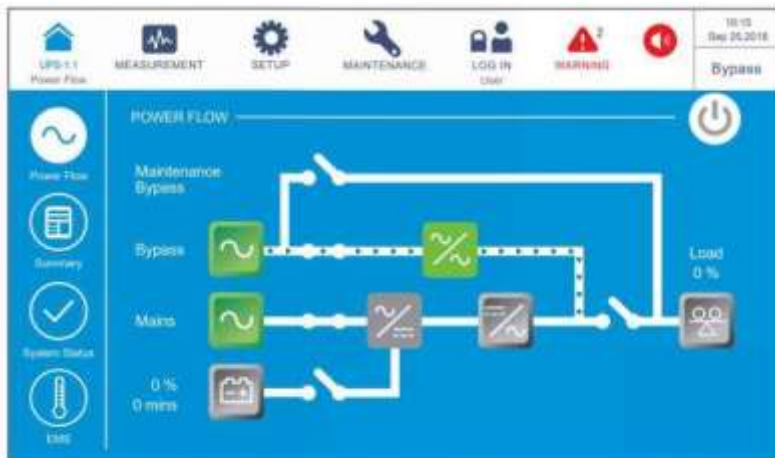 UPS-1.1
Power Flow
MEASUREMENT
SETUP
MAINTENANCE
LOG IN
User
2
WARNING
10:15
Sep 25,2018
Bypass
POWER FLOW
Power Flow
Summary
System Status
EMS
Maintenance
Bypass
Bypass
Mains
0 %
0 mins
Load
0 %